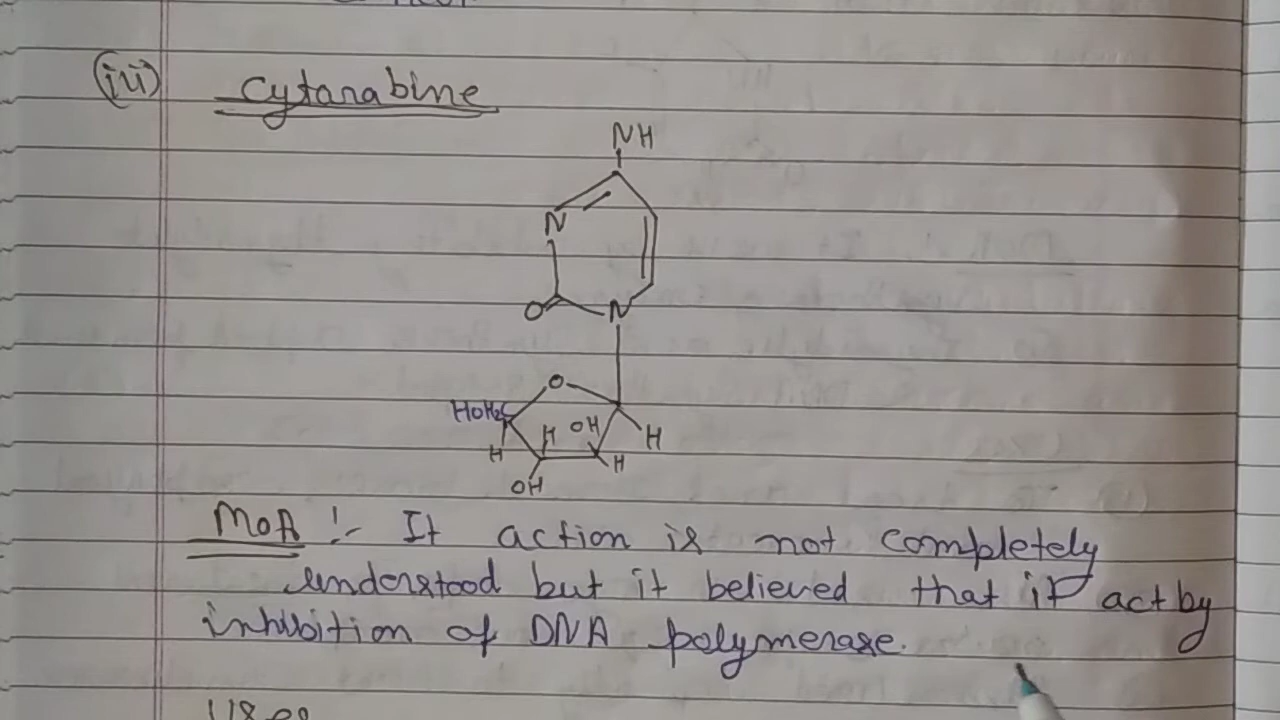 (iii) Cytarabine
NH
N
O N
O
HOH₂C
H OH H
H H
OH
MOA :- It action is not completely
understood but it believed that it act by
inhibition of DNA polymerase.
Uses